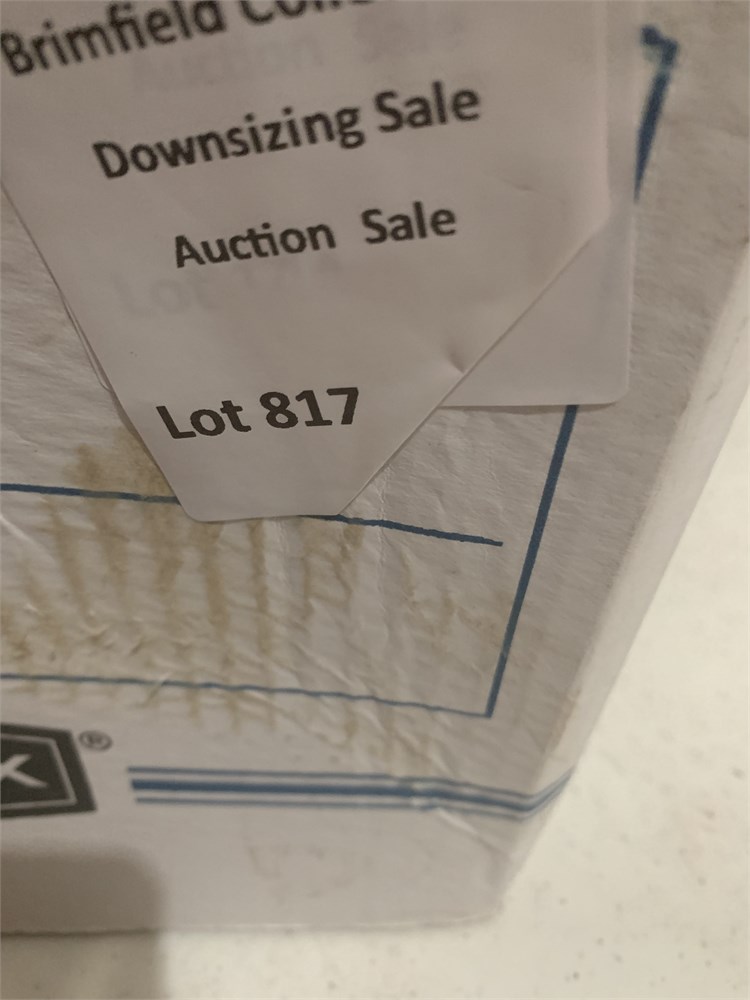 Brimfield
Downsizing Sale
Auction Sale
Lot 817
K ®